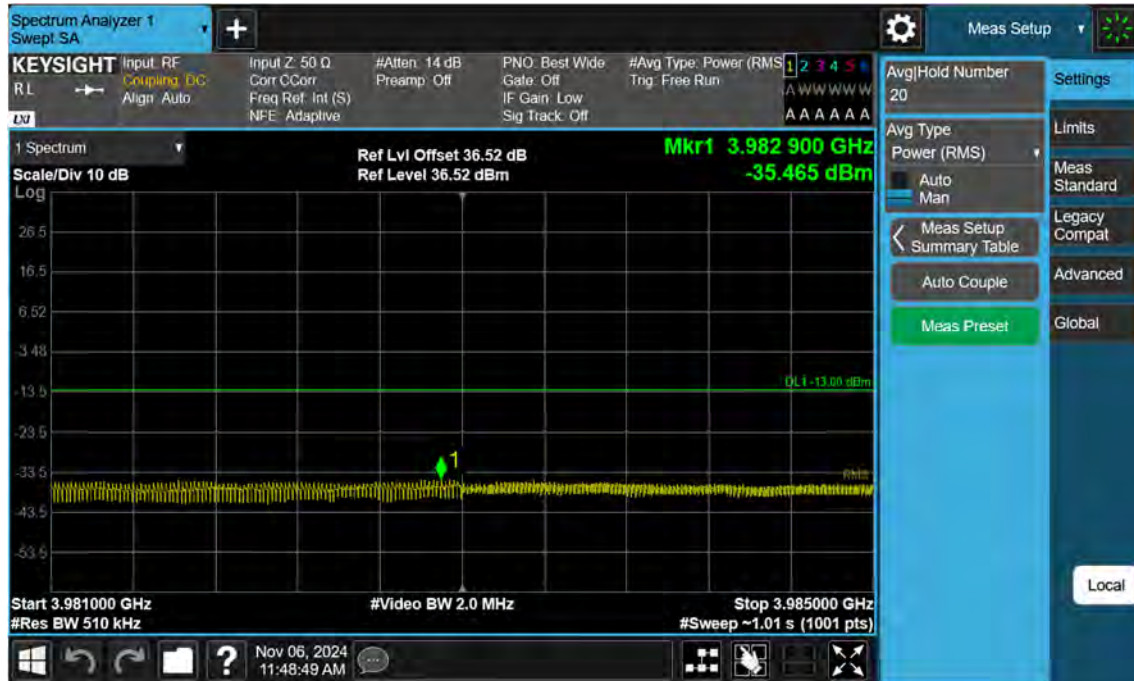 Spectrum Analyzer 1
Swept SA
+
Meas Setup
KEYSIGHT
RL
LXI
Input: RF
Coupling: DC
Align: Auto
Input Z: 50 Ω
Corr CCorr
Freq Ref: Int (S)
NFE: Adaptive
#Atten: 14 dB
Preamp: Off
PNO: Best Wide
Gate: Off
IF Gain: Low
Sig Track: Off
#Avg Type: Power (RMS
Trig: Free Run
1 2 3 4 5 6
A W W W W W
A A A A A A
1 Spectrum
Scale/Div 10 dB
Log
Ref Lvl Offset 36.52 dB
Ref Level 36.52 dBm
Mkr1 3.982 900 GHz
-35.465 dBm
26.5
16.5
6.52
-3.48
-13.5
-23.5
-33.5
-43.5
-53.5
DL1 -13.00 dBm
1
RMS
Start 3.981000 GHz
#Res BW 510 kHz
#Video BW 2.0 MHz
Stop 3.985000 GHz
#Sweep ~1.01 s (1001 pts)
?
Nov 06, 2024
11:48:49 AM
Avg|Hold Number
20
Avg Type
Power (RMS)
Auto
Man
Meas Setup
Summary Table
Auto Couple
Meas Preset
Settings
Limits
Meas
Standard
Legacy
Compat
Advanced
Global
Local